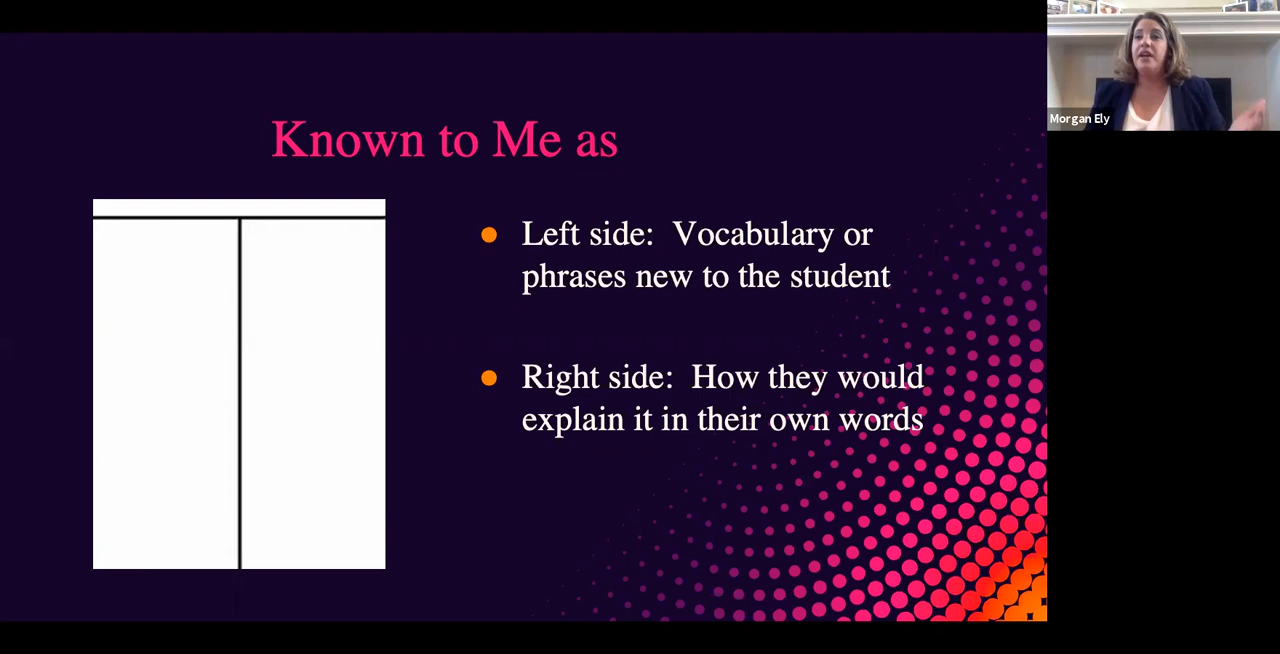 Known to Me as
Left side: Vocabulary or
phrases new to the student
Right side: How they would
explain it in their own words
Morgan Ely